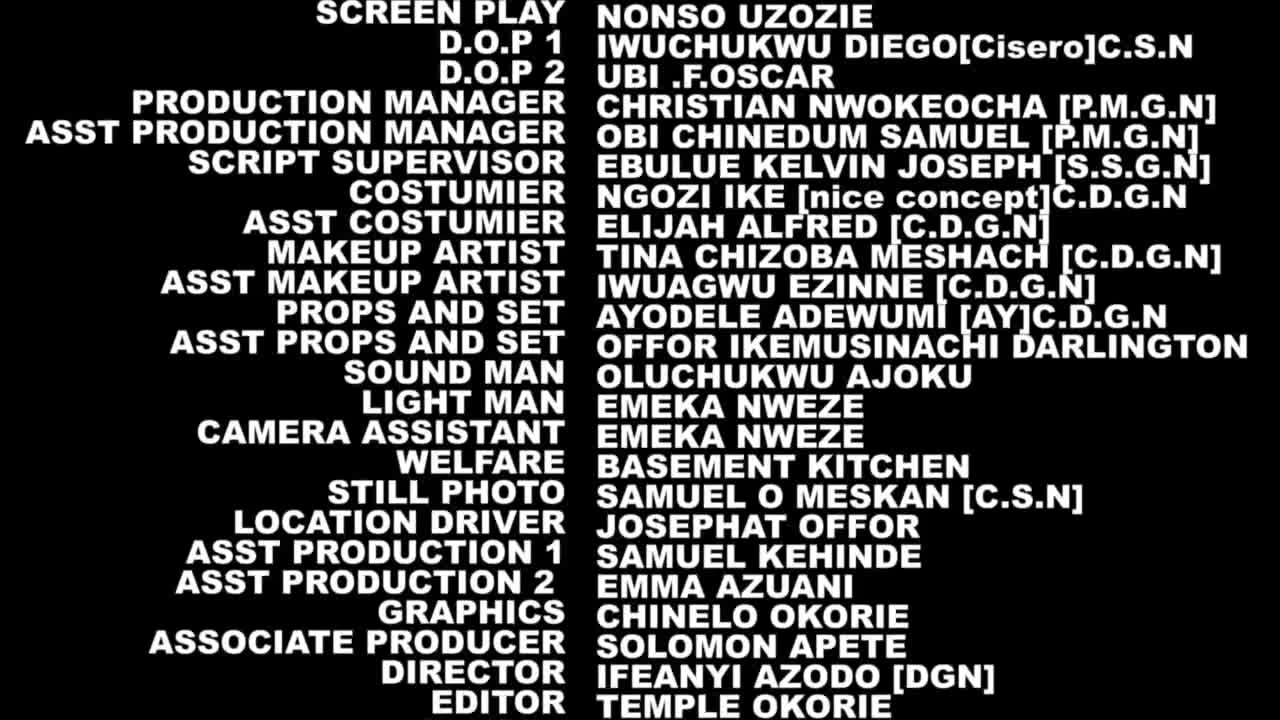 SCREEN PLAY NONSO UZOZIE
D.O.P 1 IWUCHUKWU DIEGO[Cisero]C.S.N
D.O.P 2 UBI .F.OSCAR
PRODUCTION MANAGER CHRISTIAN NWOKEOCHA [P.M.G.N]
ASST PRODUCTION MANAGER OBI CHINEDUM SAMUEL [P.M.G.N]
SCRIPT SUPERVISOR EBULUE KELVIN JOSEPH [S.S.G.N]
COSTUMIER NGOZI IKE [nice concept]C.D.G.N
ASST COSTUMIER ELIJAH ALFRED [C.D.G.N]
MAKEUP ARTIST TINA CHIZOBA MESHACH [C.D.G.N]
ASST MAKEUP ARTIST IWUAGWU EZINNE [C.D.G.N]
PROPS AND SET AYODELE ADEWUMI [AY]C.D.G.N
ASST PROPS AND SET OFFOR IKEMUSINACHI DARLINGTON
SOUND MAN OLUCHUKWU AJOKU
LIGHT MAN EMEKA NWEZE
CAMERA ASSISTANT EMEKA NWEZE
WELFARE BASEMENT KITCHEN
STILL PHOTO SAMUEL O MESKAN [C.S.N]
LOCATION DRIVER JOSEPHAT OFFOR
ASST PRODUCTION 1 SAMUEL KEHINDE
ASST PRODUCTION 2 EMMA AZUANI
GRAPHICS CHINELO OKORIE
ASSOCIATE PRODUCER SOLOMON APETE
DIRECTOR IFEANYI AZODO [DGN]
EDITOR TEMPLE OKORIE